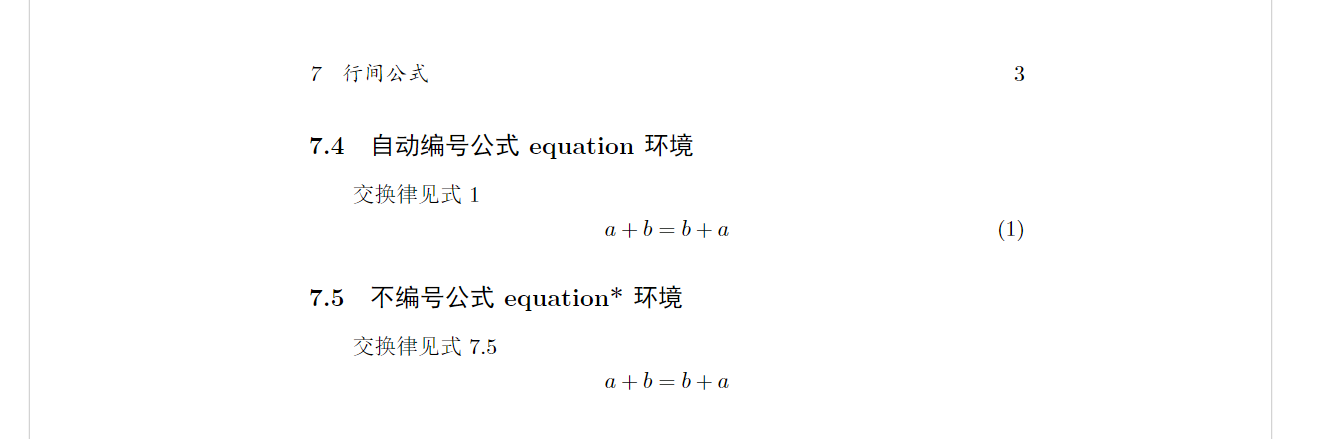 7 行间公式 3
7.4 自动编号公式 equation 环境
交换律见式 1
a + b = b + a (1)
7.5 不编号公式 equation* 环境
交换律见式 7.5
a + b = b + a